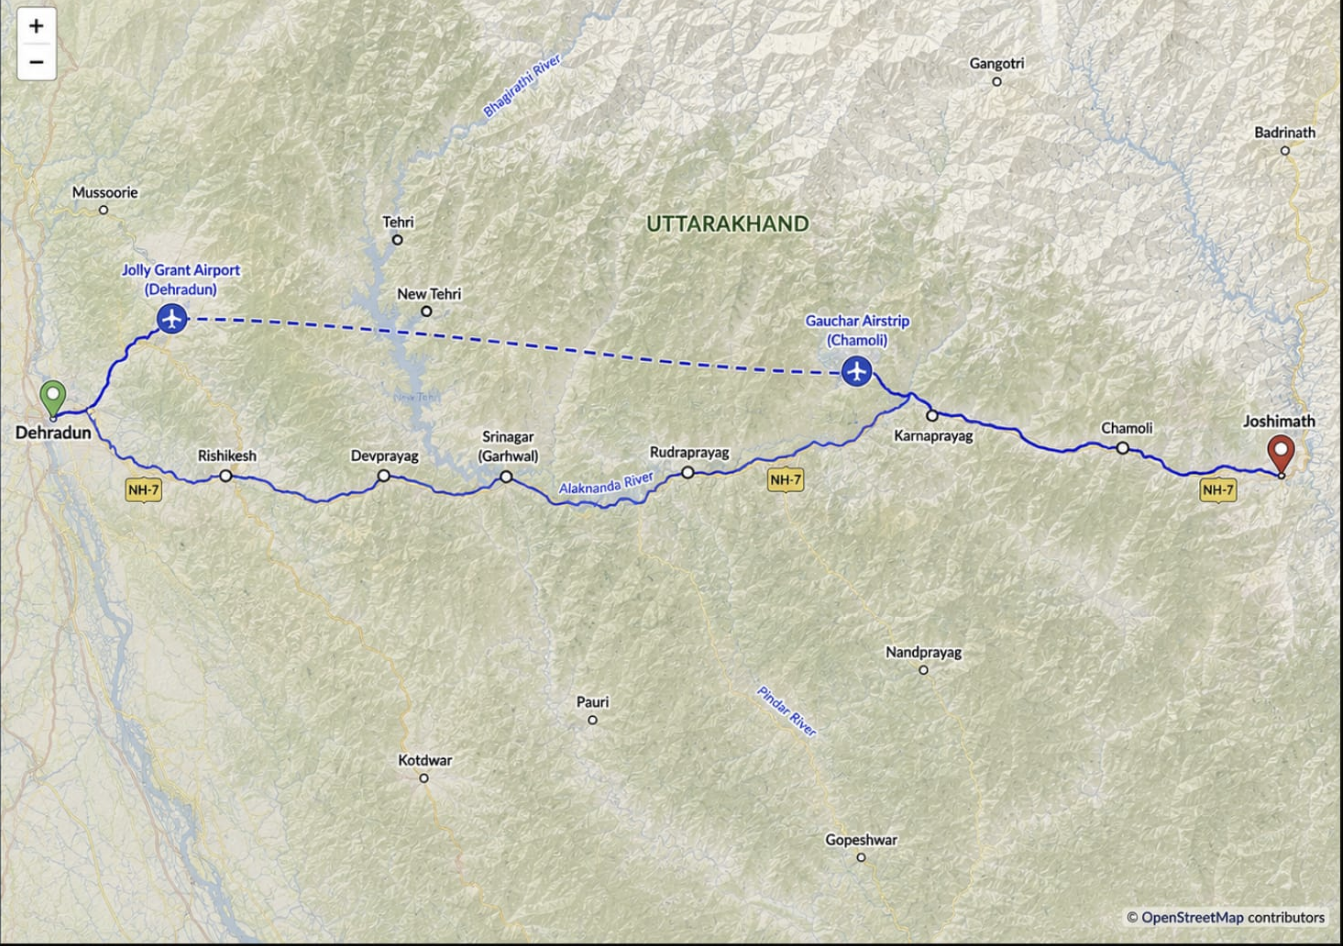 +
−
Bhagirathi River
Gangotri
Badrinath
Mussoorie
Tehri
UTTARAKHAND
Jolly Grant Airport
(Dehradun)
New Tehri
Gauchar Airstrip
(Chamoli)
New Tehri
Dehradun
Karnaprayag
Chamoli
Joshimath
Rishikesh
Devprayag
Srinagar
(Garhwal)
Rudraprayag
Alaknanda River
NH-7
NH-7
NH-7
Nandprayag
Pindar River
Pauri
Kotdwar
Gopeshwar
© OpenStreetMap contributors